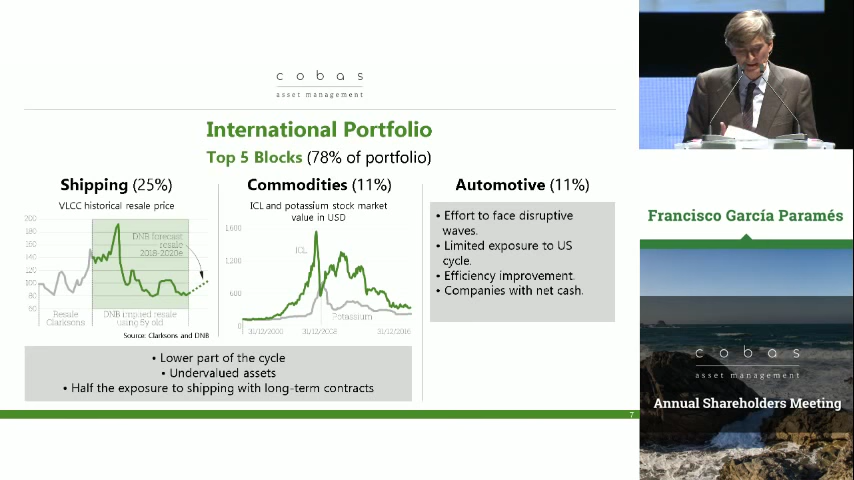 cobas
asset management
International Portfolio
Top 5 Blocks (78% of portfolio)
Shipping (25%)
VLCC historical resale price
200
180
160
140
120
100
80
60
DNB forecast
resale
2018-2020e
Resale
Clarksons
DNB implied resale
using 5y old
Source: Clarksons and DNB
Commodities (11%)
ICL and potassium stock market
value in USD
1,600
1,200
600
0
ICL
Potassium
31/12/2000
31/12/2008
31/12/2016
• Lower part of the cycle
• Undervalued assets
• Half the exposure to shipping with long-term contracts
Automotive (11%)
• Effort to face disruptive
waves.
• Limited exposure to US
cycle.
• Efficiency improvement.
• Companies with net cash.
7
Francisco García Paramés
cobas
asset management
Annual Shareholders Meeting